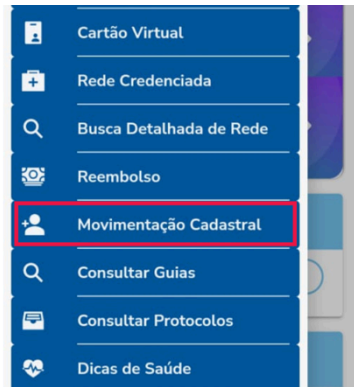 Cartão Virtual
Rede Credenciada
Busca Detalhada de Rede
Reembolso
Movimentação Cadastral
Consultar Guias
Consultar Protocolos
Dicas de Saúde